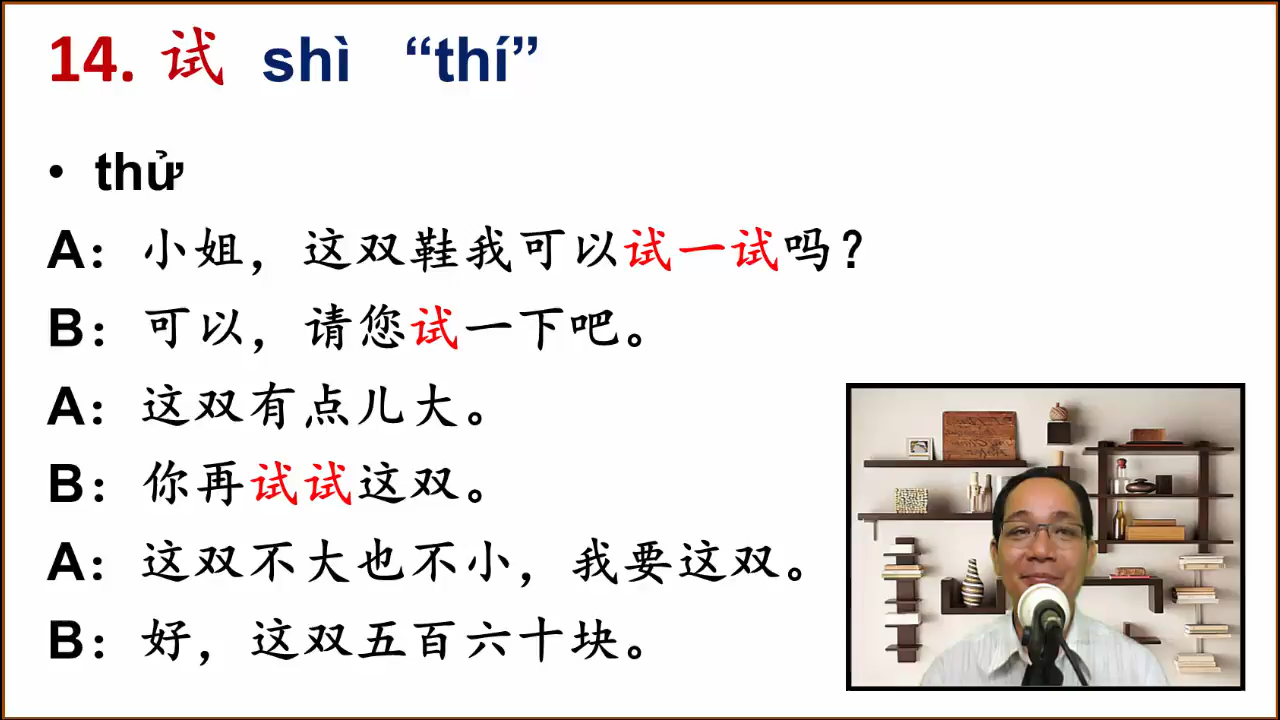 14. 试 shì “thí”
• thử
A：小姐，这双鞋我可以试一试吗？
B：可以，请您试一下吧。
A：这双有点儿大。
B：你再试试这双。
A：这双不大也不小，我要这双。
B：好，这双五百六十块。